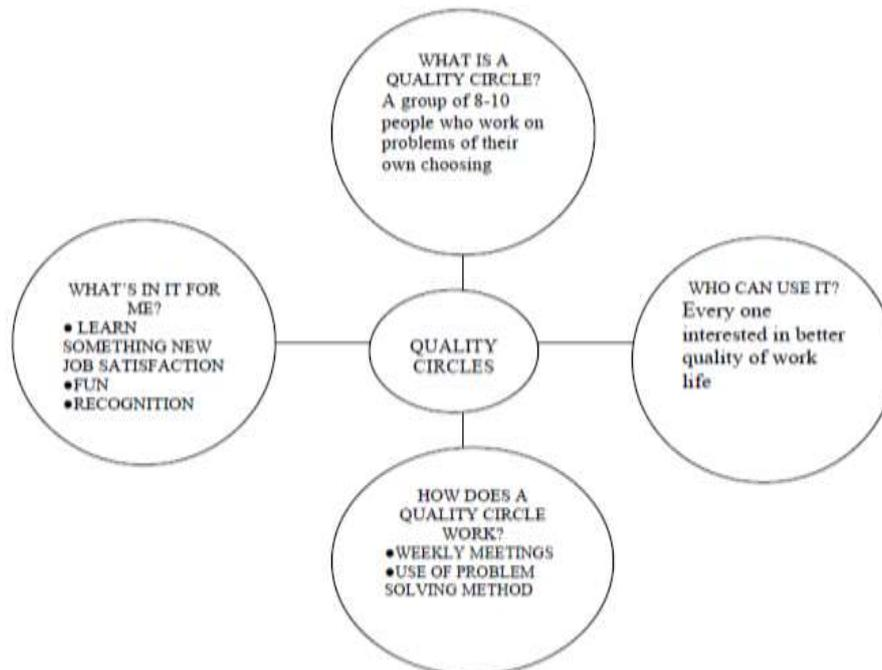 WHAT IS A
QUALITY CIRCLE?
A group of 8-10
people who work on
problems of their
own choosing
WHAT'S IN IT FOR
ME?
● LEARN
SOMETHING NEW
JOB SATISFACTION
●FUN
●RECOGNITION
QUALITY
CIRCLES
WHO CAN USE IT?
Every one
interested in better
quality of work
life
HOW DOES A
QUALITY CIRCLE
WORK?
●WEEKLY MEETINGS
●USE OF PROBLEM
SOLVING METHOD